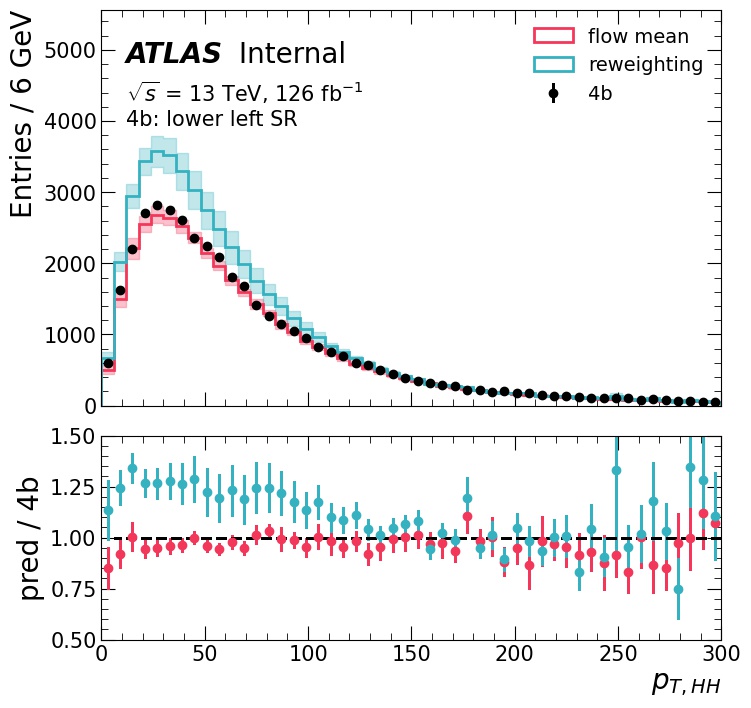 Entries / 6 GeV
5000
4000
3000
2000
1000
0
ATLAS Internal
√s = 13 TeV, 126 fb⁻¹
4b: lower left SR
flow mean
reweighting
4b
pred / 4b
1.50
1.25
1.00
0.75
0.50
0 50 100 150 200 250 300
p_{T, HH}